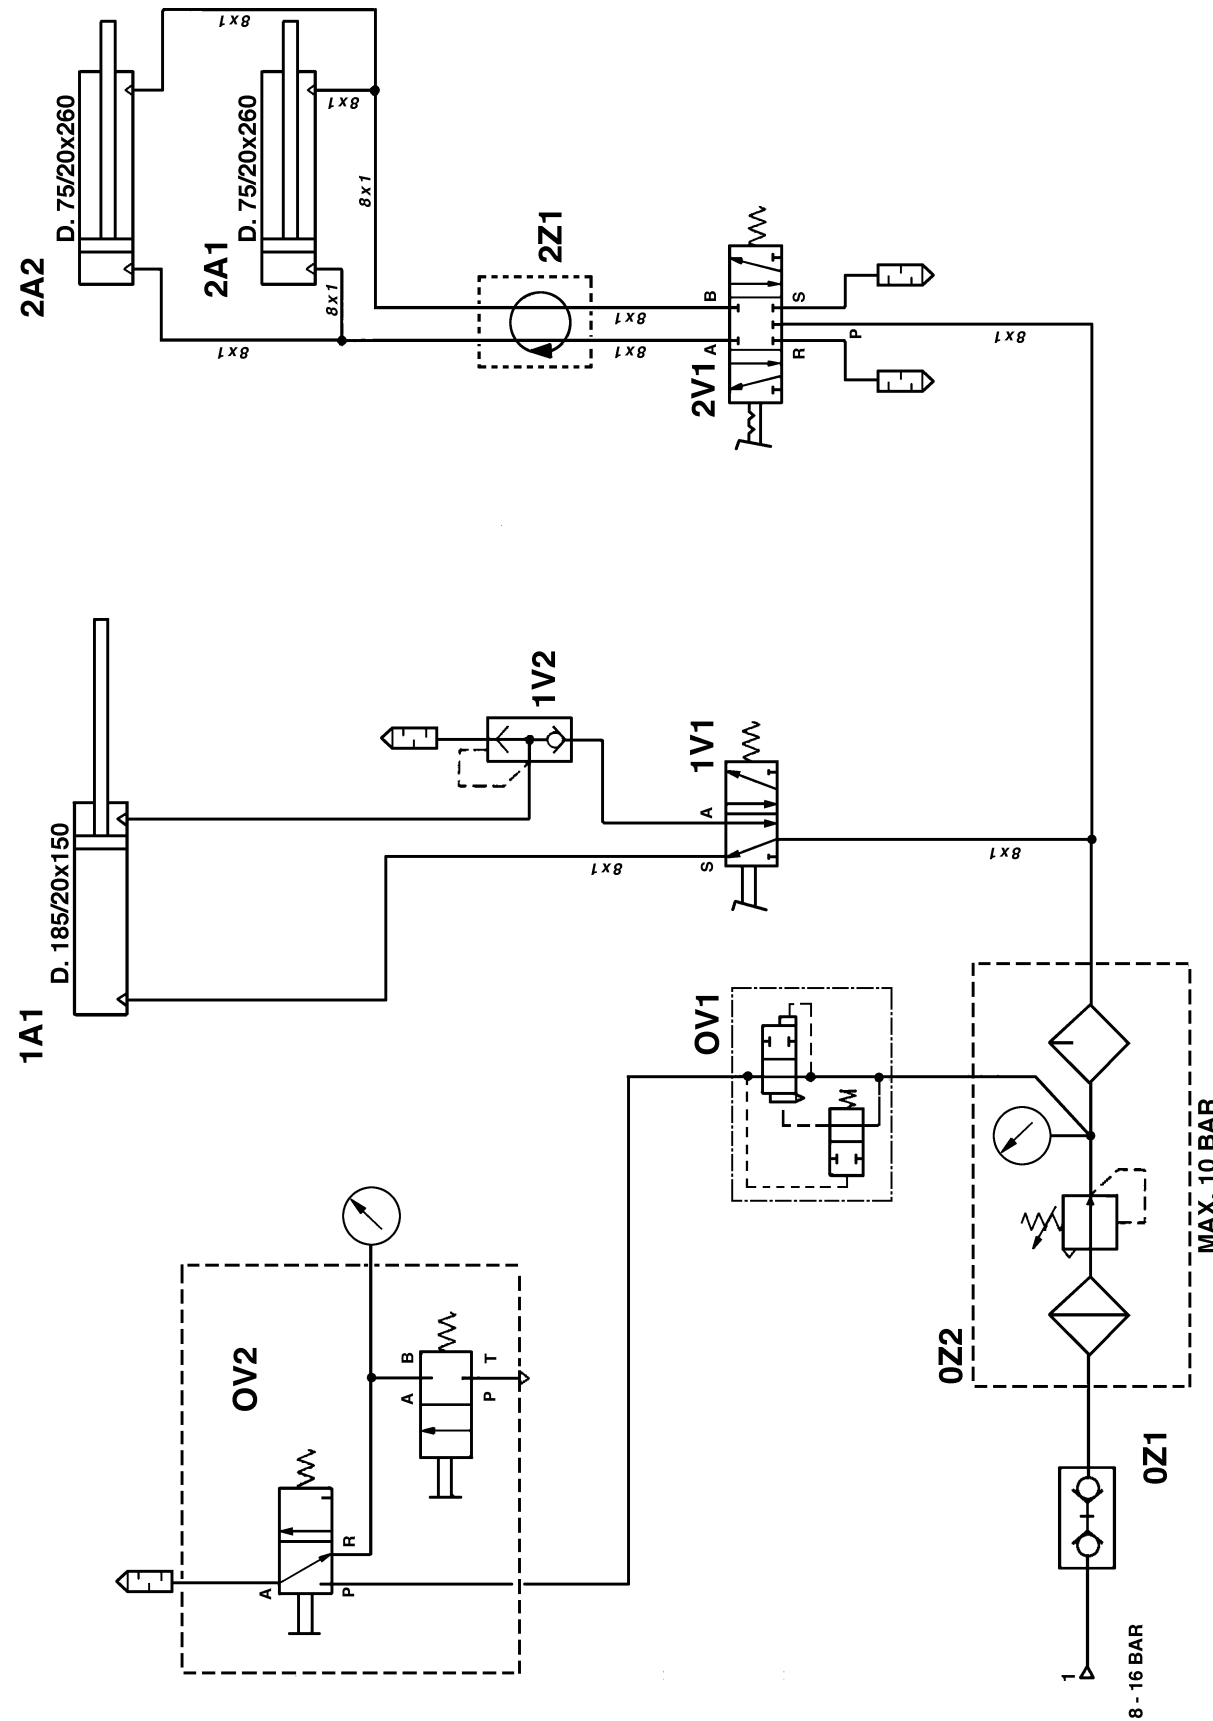 2A2
D. 75/20x260
2A1
D. 75/20x260
8x1
8x1
8x1
8x1
8x1
2Z1
8x1
8x1
2V1
A
B
R
P
S
8x1
1A1
D. 185/20x150
1V2
1V1
S
A
8x1
8x1
OV1
OV2
A
P
R
A
B
P
T
0Z2
MAX. 10 BAR
0Z1
1
8 - 16 BAR